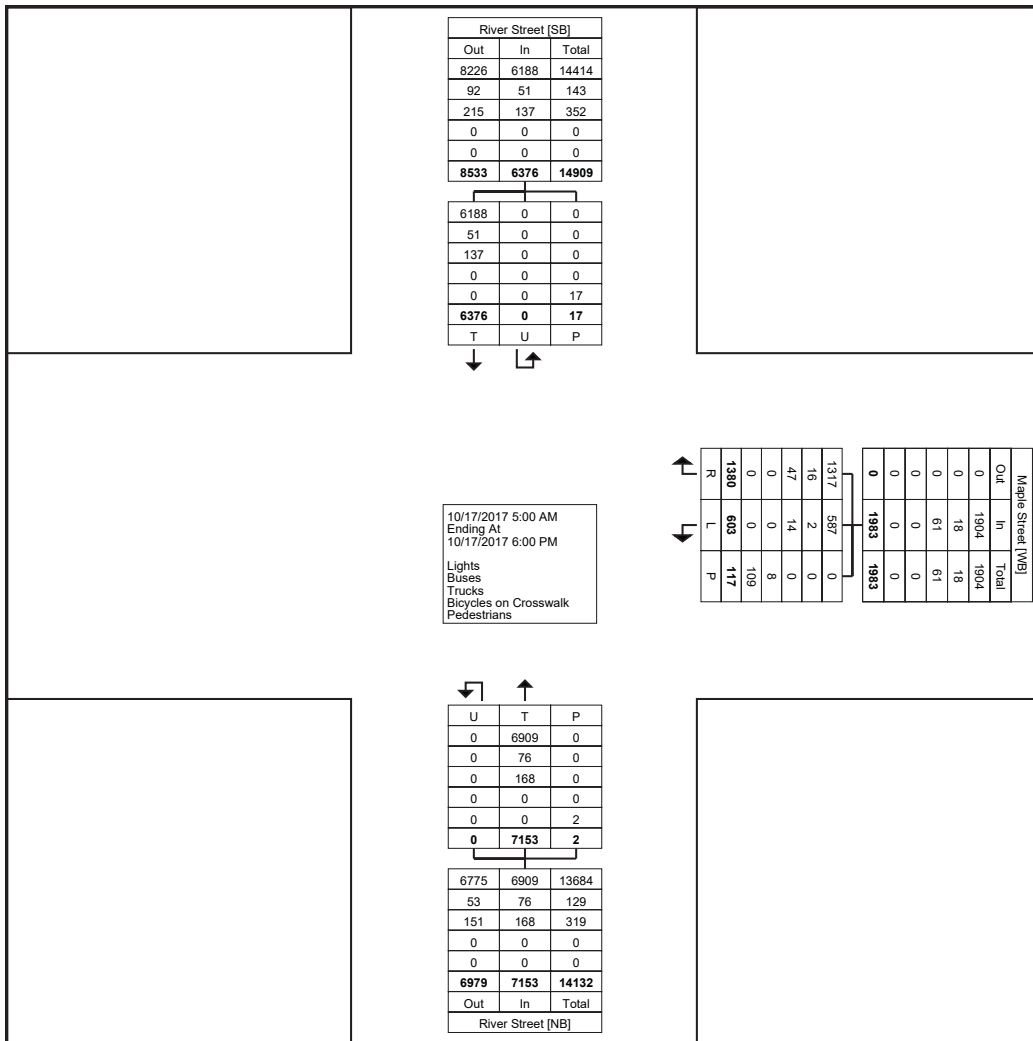 River Street [SB]
Out In Total
8226 6188 14414
92 51 143
215 137 352
0 0 0
0 0 0
8533 6376 14909
6188 0 0
51 0 0
137 0 0
0 0 0
0 0 17
6376 0 17
T U P
Maple Street [WB]
Out In Total
0 1904 1904
0 18 18
0 61 61
0 0 0
0 0 0
0 1983 1983
1317 587 0
16 2 0
47 14 0
0 0 8
0 0 109
1380 603 117
R L P
10/17/2017 5:00 AM
Ending At
10/17/2017 6:00 PM
Lights
Buses
Trucks
Bicycles on Crosswalk
Pedestrians
U T P
0 6909 0
0 76 0
0 168 0
0 0 0
0 0 2
0 7153 2
6775 6909 13684
53 76 129
151 168 319
0 0 0
0 0 0
6979 7153 14132
Out In Total
River Street [NB]